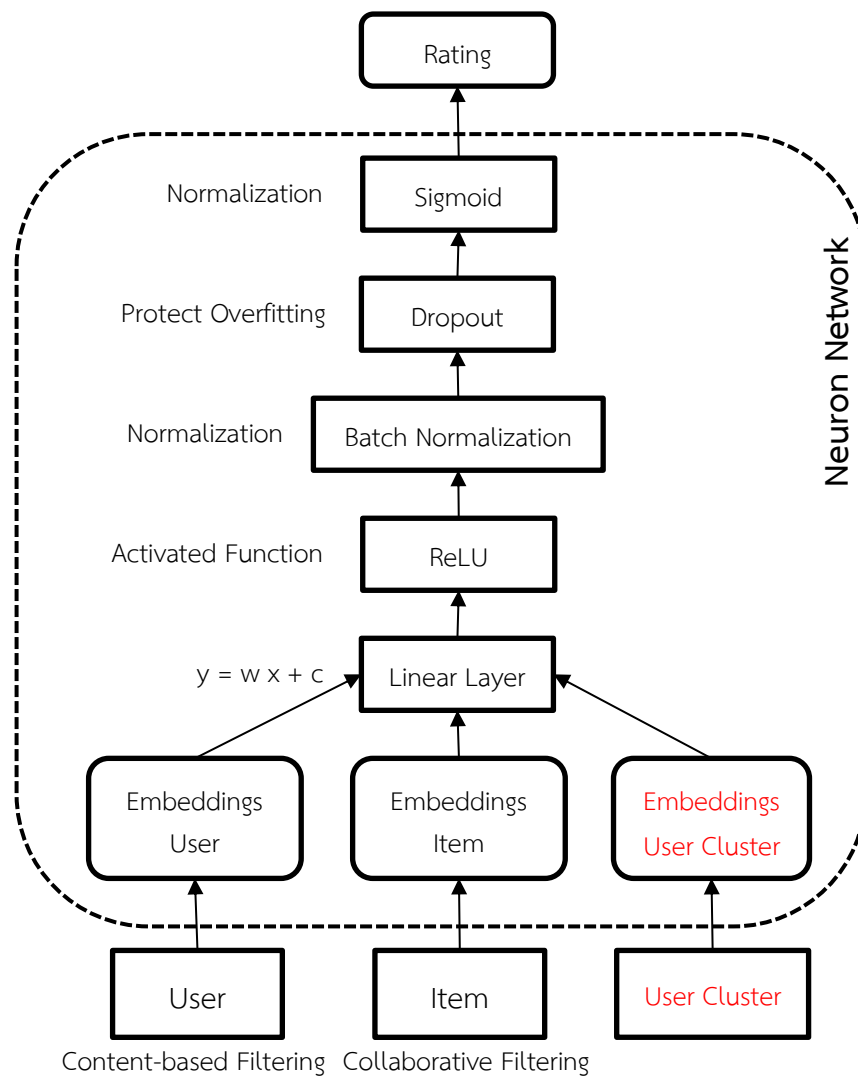 Rating
Normalization
Sigmoid
Protect Overfitting
Dropout
Normalization
Batch Normalization
Neuron Network
Activated Function
ReLU
y = w x + c
Linear Layer
Embeddings
User
Embeddings
Item
Embeddings
User Cluster
User
Item
User Cluster
Content-based Filtering
Collaborative Filtering